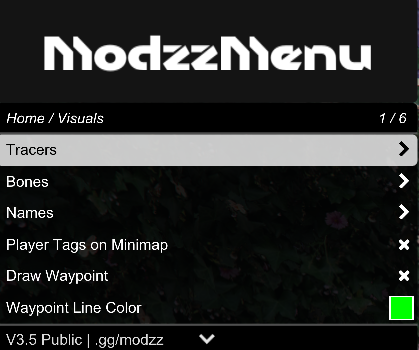 ModzzMenu
Home / Visuals 1 / 6
Tracers
Bones
Names
Player Tags on Minimap
Draw Waypoint
Waypoint Line Color
V3.5 Public | .gg/modzz